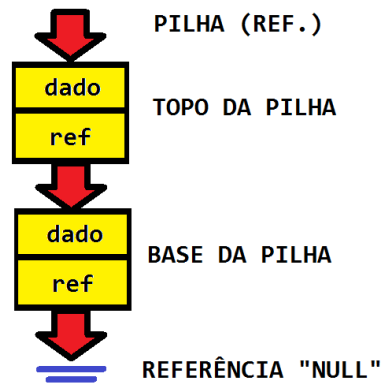 PILHA (REF.)
dado
TOPO DA PILHA
ref
dado
BASE DA PILHA
ref
REFERÊNCIA "NULL"